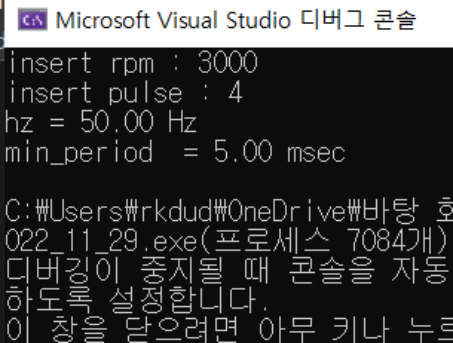 Microsoft Visual Studio 디버그 콘솔
insert rpm : 3000
insert pulse : 4
hz = 50.00 Hz
min_period  = 5.00 msec
C:₩Users₩rkdud₩OneDrive₩바탕
022_11_29.exe(프로세스 7084개)
디버깅이 중지될 때 콘솔을 자동
하도록 설정합니다.
이 창을 닫으려면 아무 키나